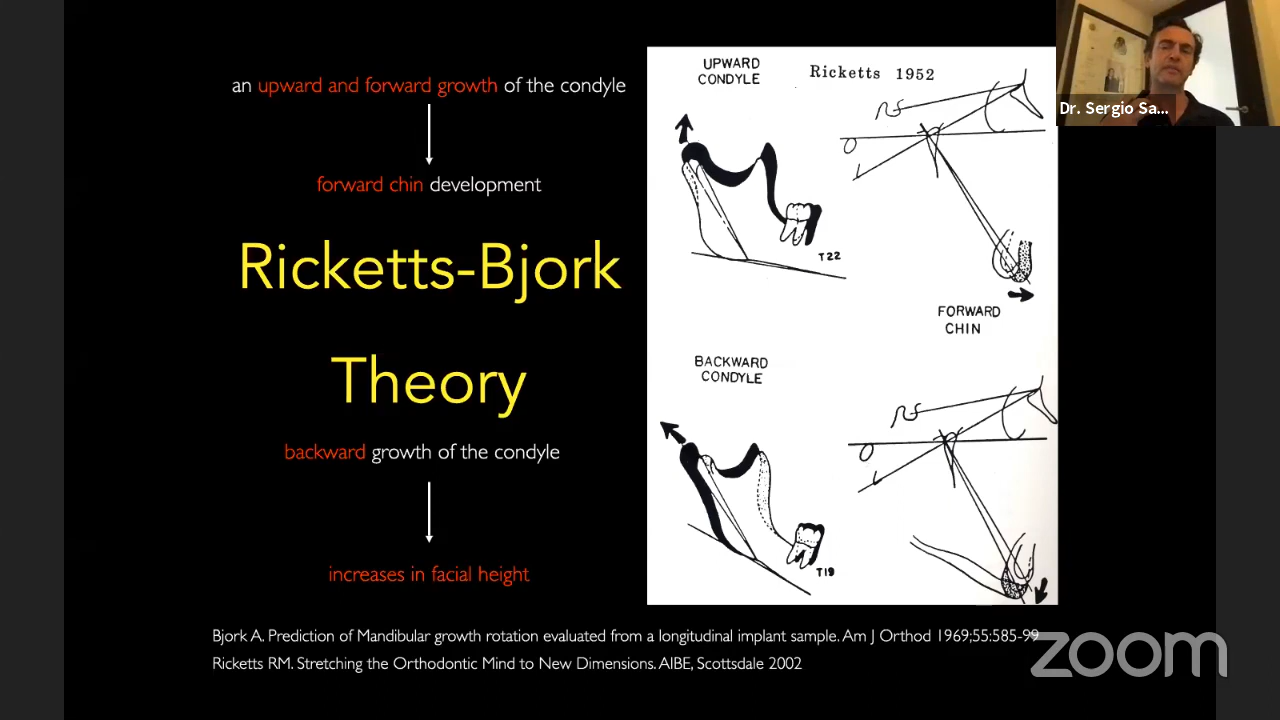 an upward and forward growth of the condyle
forward chin development
Ricketts-Bjork
Theory
backward growth of the condyle
increases in facial height
UPWARD
CONDYLE
Ricketts 1952
T22
FORWARD
CHIN
BACKWARD
CONDYLE
T19
Bjork A. Prediction of Mandibular growth rotation evaluated from a longitudinal implant sample. Am J Orthod 1969;55:585-99
Ricketts RM. Stretching the Orthodontic Mind to New Dimensions. AIBE, Scottsdale 2002
Dr. Sergio Sa...
zoom